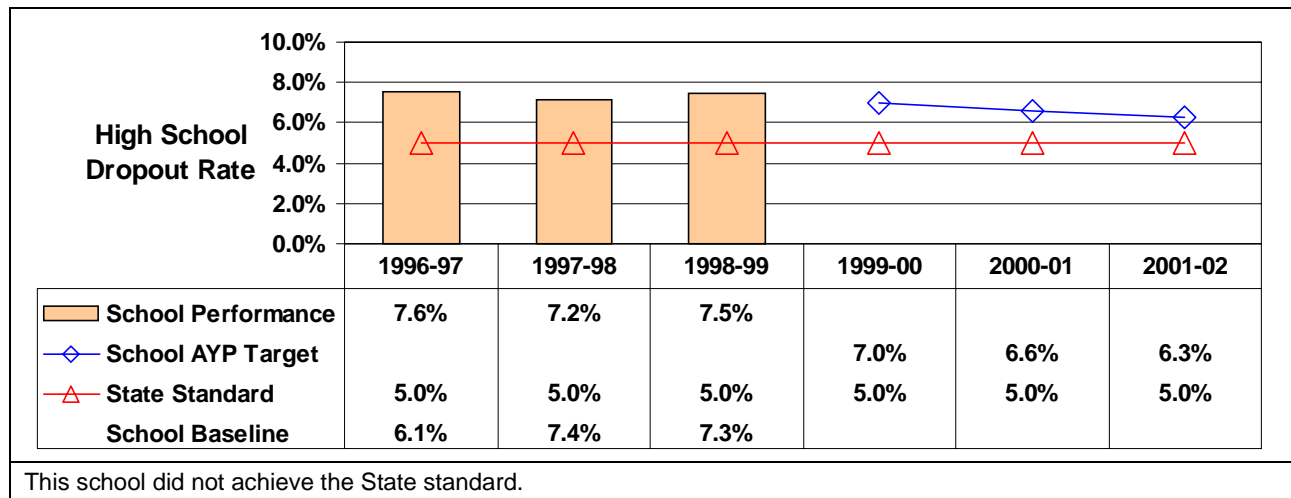 10.0%
8.0%
6.0%
4.0%
2.0%
0.0%
High School
Dropout Rate
1996-97 1997-98 1998-99 1999-00 2000-01 2001-02
School Performance 7.6% 7.2% 7.5%
School AYP Target 7.0% 6.6% 6.3%
State Standard 5.0% 5.0% 5.0% 5.0% 5.0% 5.0%
School Baseline 6.1% 7.4% 7.3%
This school did not achieve the State standard.